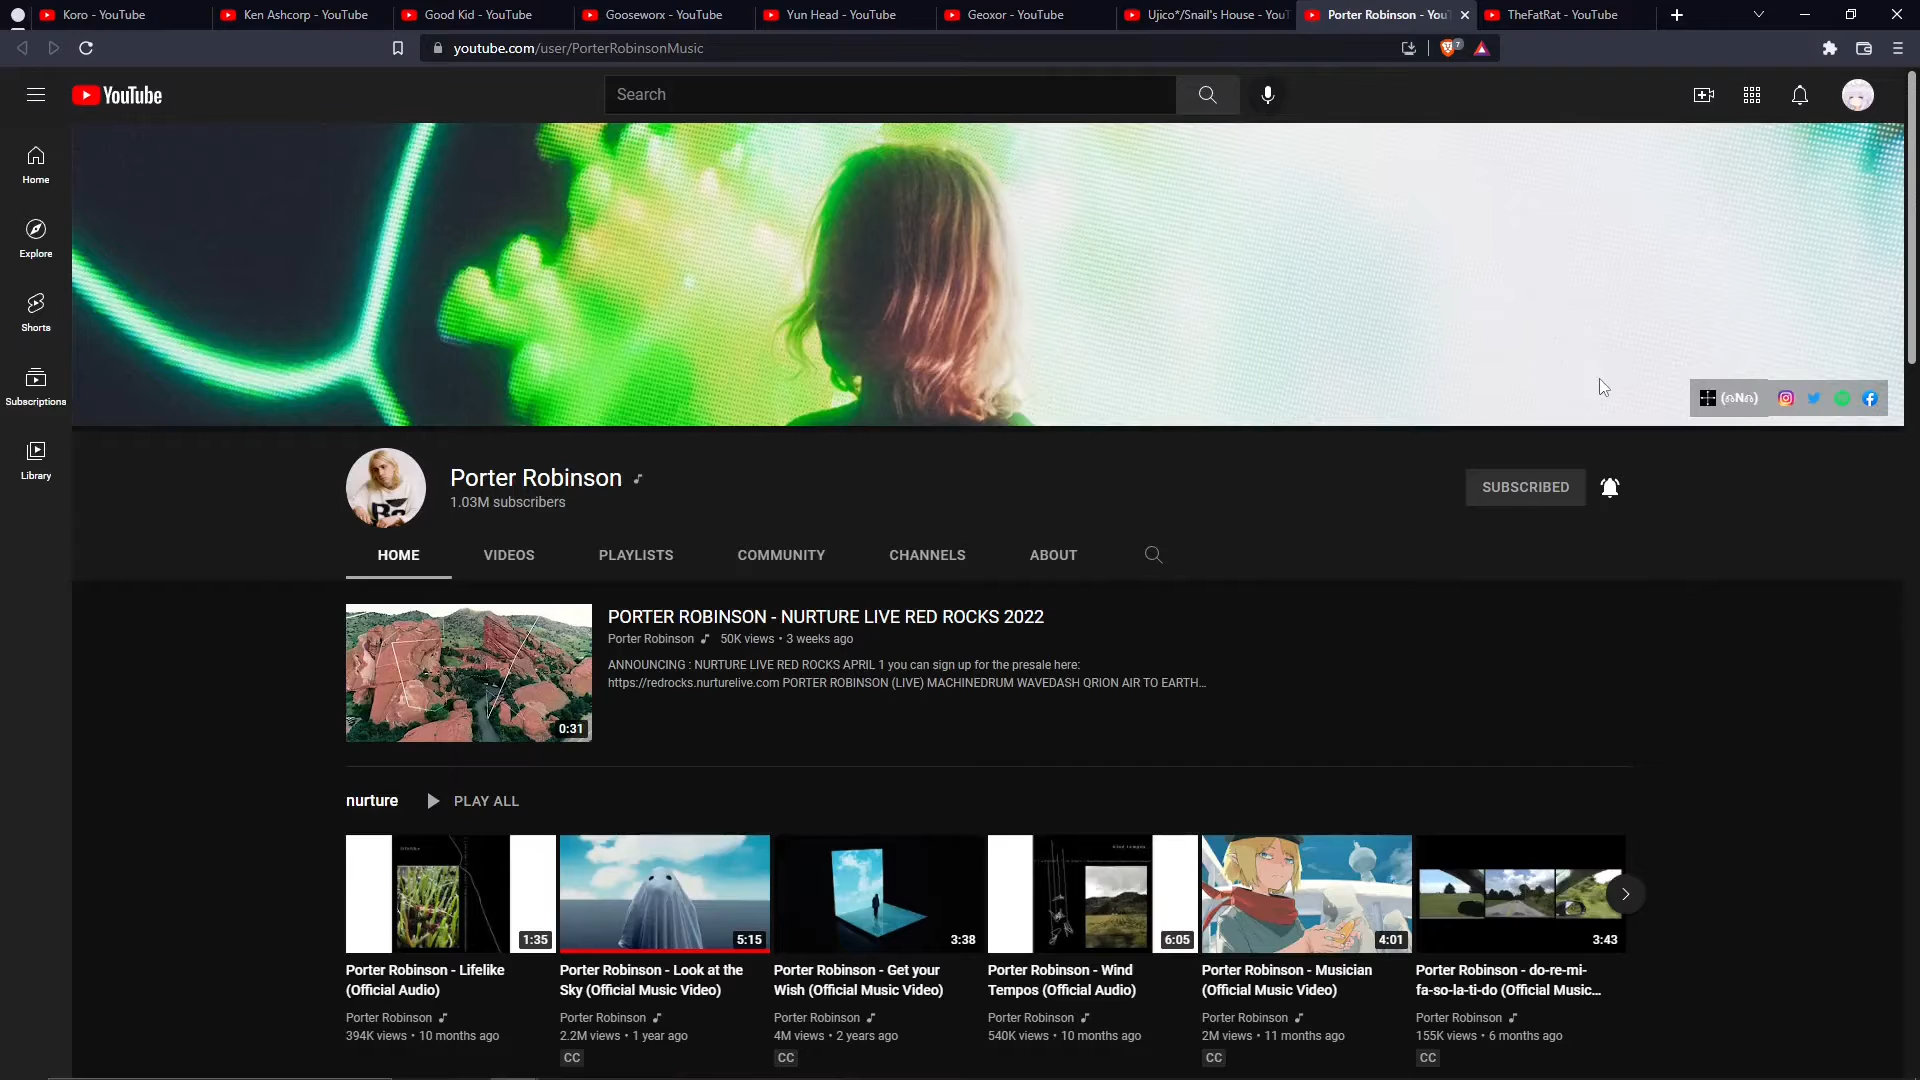 Koro - YouTube
Ken Ashcorp - YouTube
Good Kid - YouTube
Gooseworx - YouTube
Yun Head - YouTube
Geoxor - YouTube
Ujico*/Snail's House - YouT
Porter Robinson - YouT
TheFatRat - YouTube
youtube.com/user/PorterRobinsonMusic
7
YouTube
Search
Home
Explore
Shorts
Subscriptions
Library
Porter Robinson
1.03M subscribers
SUBSCRIBED
HOME
VIDEOS
PLAYLISTS
COMMUNITY
CHANNELS
ABOUT
0:31
PORTER ROBINSON - NURTURE LIVE RED ROCKS 2022
Porter Robinson 50K views • 3 weeks ago
ANNOUNCING : NURTURE LIVE RED ROCKS APRIL 1 you can sign up for the presale here:
https://redrocks.nurturelive.com PORTER ROBINSON (LIVE) MACHINEDRUM WAVEDASH QRION AIR TO EARTH...
nurture
PLAY ALL
1:35
5:15
3:38
6:05
4:01
3:43
Porter Robinson - Lifelike
(Official Audio)
Porter Robinson
394K views • 10 months ago
Porter Robinson - Look at the
Sky (Official Music Video)
Porter Robinson
2.2M views • 1 year ago
CC
Porter Robinson - Get your
Wish (Official Music Video)
Porter Robinson
4M views • 2 years ago
CC
Porter Robinson - Wind
Tempos (Official Audio)
Porter Robinson
540K views • 10 months ago
Porter Robinson - Musician
(Official Music Video)
Porter Robinson
2M views • 11 months ago
CC
Porter Robinson - do-re-mi-
fa-so-la-ti-do (Official Music...
Porter Robinson
155K views • 6 months ago
CC